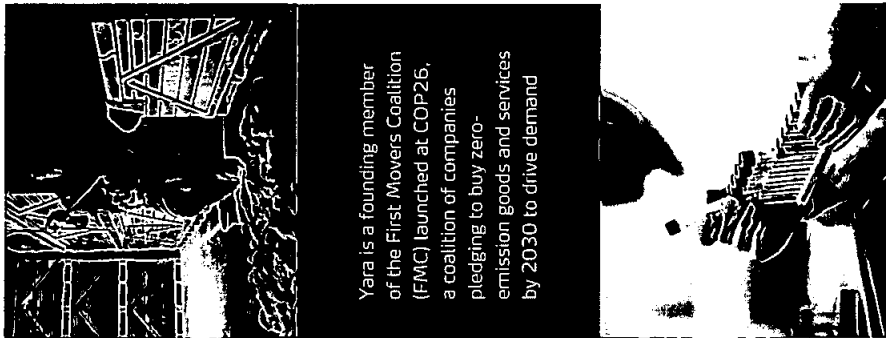 Yara is a founding member
of the First Movers Coalition
(FMC) launched at COP26,
a coalition of companies
pledging to buy zero-
emission goods and services
by 2030 to drive demand